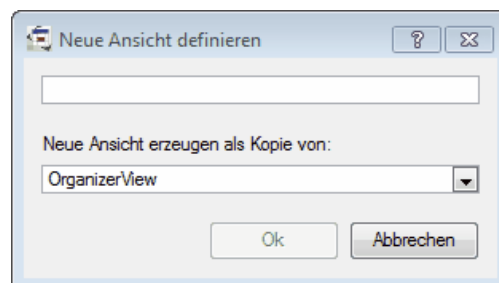 Neue Ansicht definieren
Neue Ansicht erzeugen als Kopie von:
OrganizerView
Ok Abbrechen